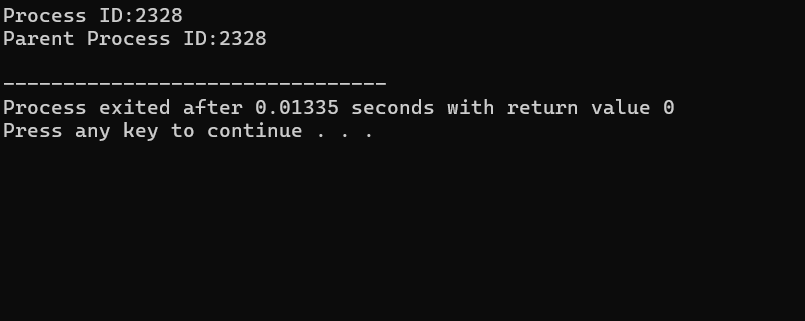 Process ID:2328
Parent Process ID:2328
--------------------------------
Process exited after 0.01335 seconds with return value 0
Press any key to continue . . .